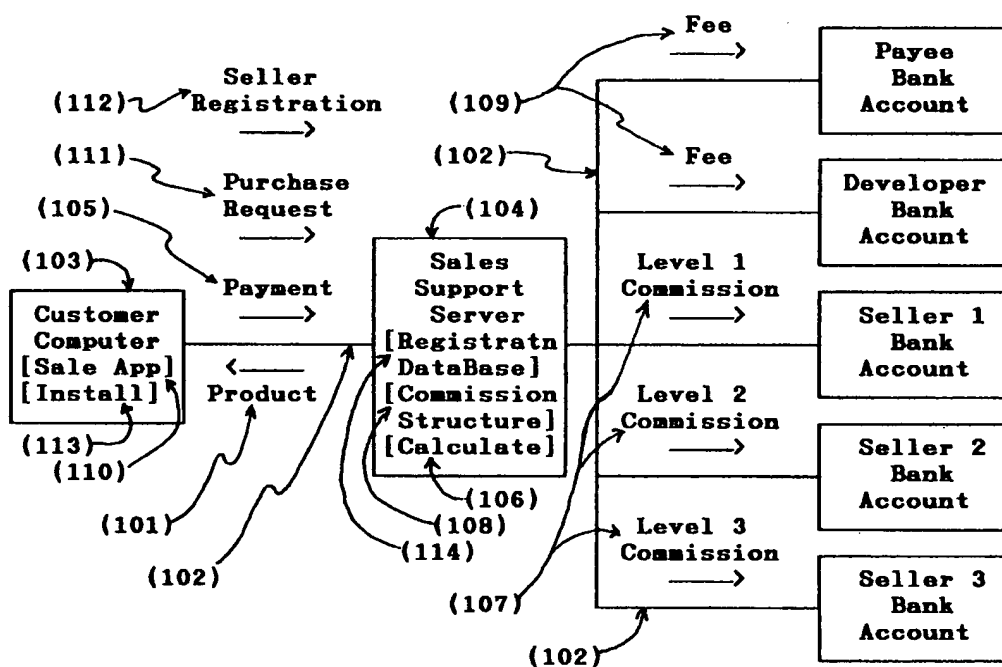 Fee
Payee
Bank
Account
(109)
Seller
Registration
(112)
(111)
(102)
Fee
Developer
Bank
Account
Purchase
Request
(105)
(104)
(103)
Payment
Customer
Computer
[Sale App]
[Install]
Product
Sales
Support
Server
[Registratn
DataBase]
[Commission
Structure]
[Calculate]
Level 1
Commission
Seller 1
Bank
Account
Level 2
Commission
Seller 2
Bank
Account
(113)
(110)
(106)
(101)
(108)
(114)
(102)
Level 3
Commission
(107)
Seller 3
Bank
Account
(102)